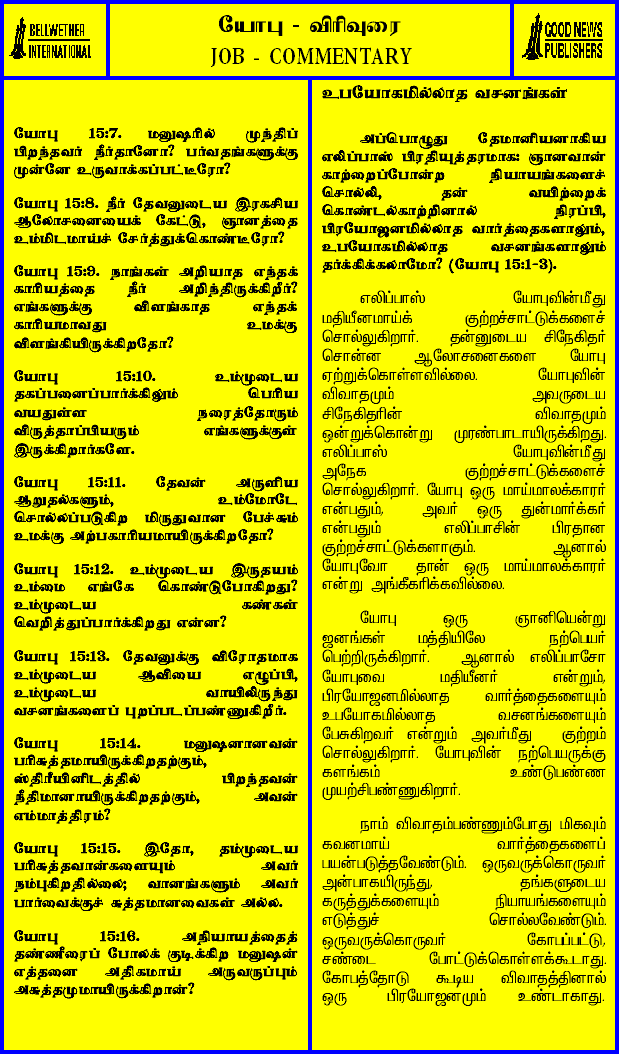 BELLWETHER
INTERNATIONAL
யோபு - விரிவுரை
JOB - COMMENTARY
GOOD NEWS
PUBLISHERS
யோபு 15:7. மனுஷரில் முந்திப்
பிறந்தவர் நீர்தானோ? பர்வதங்களுக்கு
முன்னே உருவாக்கப்பட்டீரோ?
யோபு 15:8. நீர் தேவனுடைய இரகசிய
ஆலோசனையைக் கேட்டு, ஞானத்தை
உம்மிடமாய்ச் சேர்த்துக்கொண்டீரோ?
யோபு 15:9. நாங்கள் அறியாத எந்தக்
காரியத்தை நீர் அறிந்திருக்கிறீர்?
எங்களுக்கு விளங்காத எந்தக்
காரியமாவது உமக்கு
விளங்கியிருக்கிறதோ?
யோபு 15:10. உம்முடைய
தகப்பனைப்பார்க்கிலும் பெரிய
வயதுள்ள நரைத்தோரும்
விருத்தாப்பியரும் எங்களுக்குள்
இருக்கிறார்களே.
யோபு 15:11. தேவன் அருளிய
ஆறுதல்களும், உம்மோடே
சொல்லப்படுகிற மிருதுவான பேச்சும்
உமக்கு அற்பகாரியமாயிருக்கிறதோ?
யோபு 15:12. உம்முடைய இருதயம்
உம்மை எங்கே கொண்டுபோகிறது?
உம்முடைய கண்கள்
வெறித்துப்பார்க்கிறது என்ன?
யோபு 15:13. தேவனுக்கு விரோதமாக
உம்முடைய ஆவியை எழுப்பி,
உம்முடைய வாயிலிருந்து
வசனங்களைப் புறப்படப்பண்ணுகிறீர்.
யோபு 15:14. மனுஷனானவன்
பரிசுத்தமாயிருக்கிறதற்கும்,
ஸ்திரீயினிடத்தில் பிறந்தவன்
நீதிமானாயிருக்கிறதற்கும், அவன்
எம்மாத்திரம்?
யோபு 15:15. இதோ, தம்முடைய
பரிசுத்தவான்களையும் அவர்
நம்புகிறதில்லை; வானங்களும் அவர்
பார்வைக்குச் சுத்தமானவைகள் அல்ல.
யோபு 15:16. அநியாயத்தைத்
தண்ணீரைப் போலக் குடிக்கிற மனுஷன்
எத்தனை அதிகமாய் அருவருப்பும்
அசுத்தமுமாயிருக்கிறான்?
உபயோகமில்லாத வசனங்கள்
அப்பொழுது தேமானியனாகிய
எலிப்பாஸ் பிரதியுத்தரமாக: ஞானவான்
காற்றைப்போன்ற நியாயங்களைச்
சொல்லி, தன் வயிற்றைக்
கொண்டல்காற்றினால் நிரப்பி,
பிரயோஜனமில்லாத வார்த்தைகளாலும்,
உபயோகமில்லாத வசனங்களாலும்
தர்க்கிக்கலாமோ? (யோபு 15:1-3).
எலிப்பாஸ் யோபுவின்மீது
மதியீனமாய்க் குற்றச்சாட்டுக்களைச்
சொல்லுகிறார். தன்னுடைய சிநேகிதர்
சொன்ன ஆலோசனைகளை யோபு
ஏற்றுக்கொள்ளவில்லை. யோபுவின்
விவாதமும் அவருடைய
சிநேகிதரின் விவாதமும்
ஒன்றுக்கொன்று முரண்பாடாயிருக்கிறது.
எலிப்பாஸ் யோபுவின்மீது
அநேக குற்றச்சாட்டுக்களைச்
சொல்லுகிறார். யோபு ஒரு மாய்மாலக்காரர்
என்பதும், அவர் ஒரு துன்மார்க்கர்
என்பதும் எலிப்பாசின் பிரதான
குற்றச்சாட்டுக்களாகும். ஆனால்
யோபுவோ தான் ஒரு மாய்மாலக்காரர்
என்று அங்கீகரிக்கவில்லை.
யோபு ஒரு ஞானியென்று
ஜனங்கள் மத்தியிலே நற்பெயர்
பெற்றிருக்கிறார். ஆனால் எலிப்பாசோ
யோபுவை மதியீனர் என்றும்,
பிரயோஜனமில்லாத வார்த்தைகளையும்
உபயோகமில்லாத வசனங்களையும்
பேசுகிறவர் என்றும் அவர்மீது குற்றம்
சொல்லுகிறார். யோபுவின் நற்பெயருக்கு
களங்கம் உண்டுபண்ண
முயற்சிபண்ணுகிறார்.
நாம் விவாதம்பண்ணும்போது மிகவும்
கவனமாய் வார்த்தைகளைப்
பயன்படுத்தவேண்டும். ஒருவருக்கொருவர்
அன்பாகயிருந்து, தங்களுடைய
கருத்துக்களையும் நியாயங்களையும்
எடுத்துச் சொல்லவேண்டும்.
ஒருவருக்கொருவர் கோபப்பட்டு,
சண்டை போட்டுக்கொள்ளக்கூடாது.
கோபத்தோடு கூடிய விவாதத்தினால்
ஒரு பிரயோஜனமும் உண்டாகாது.